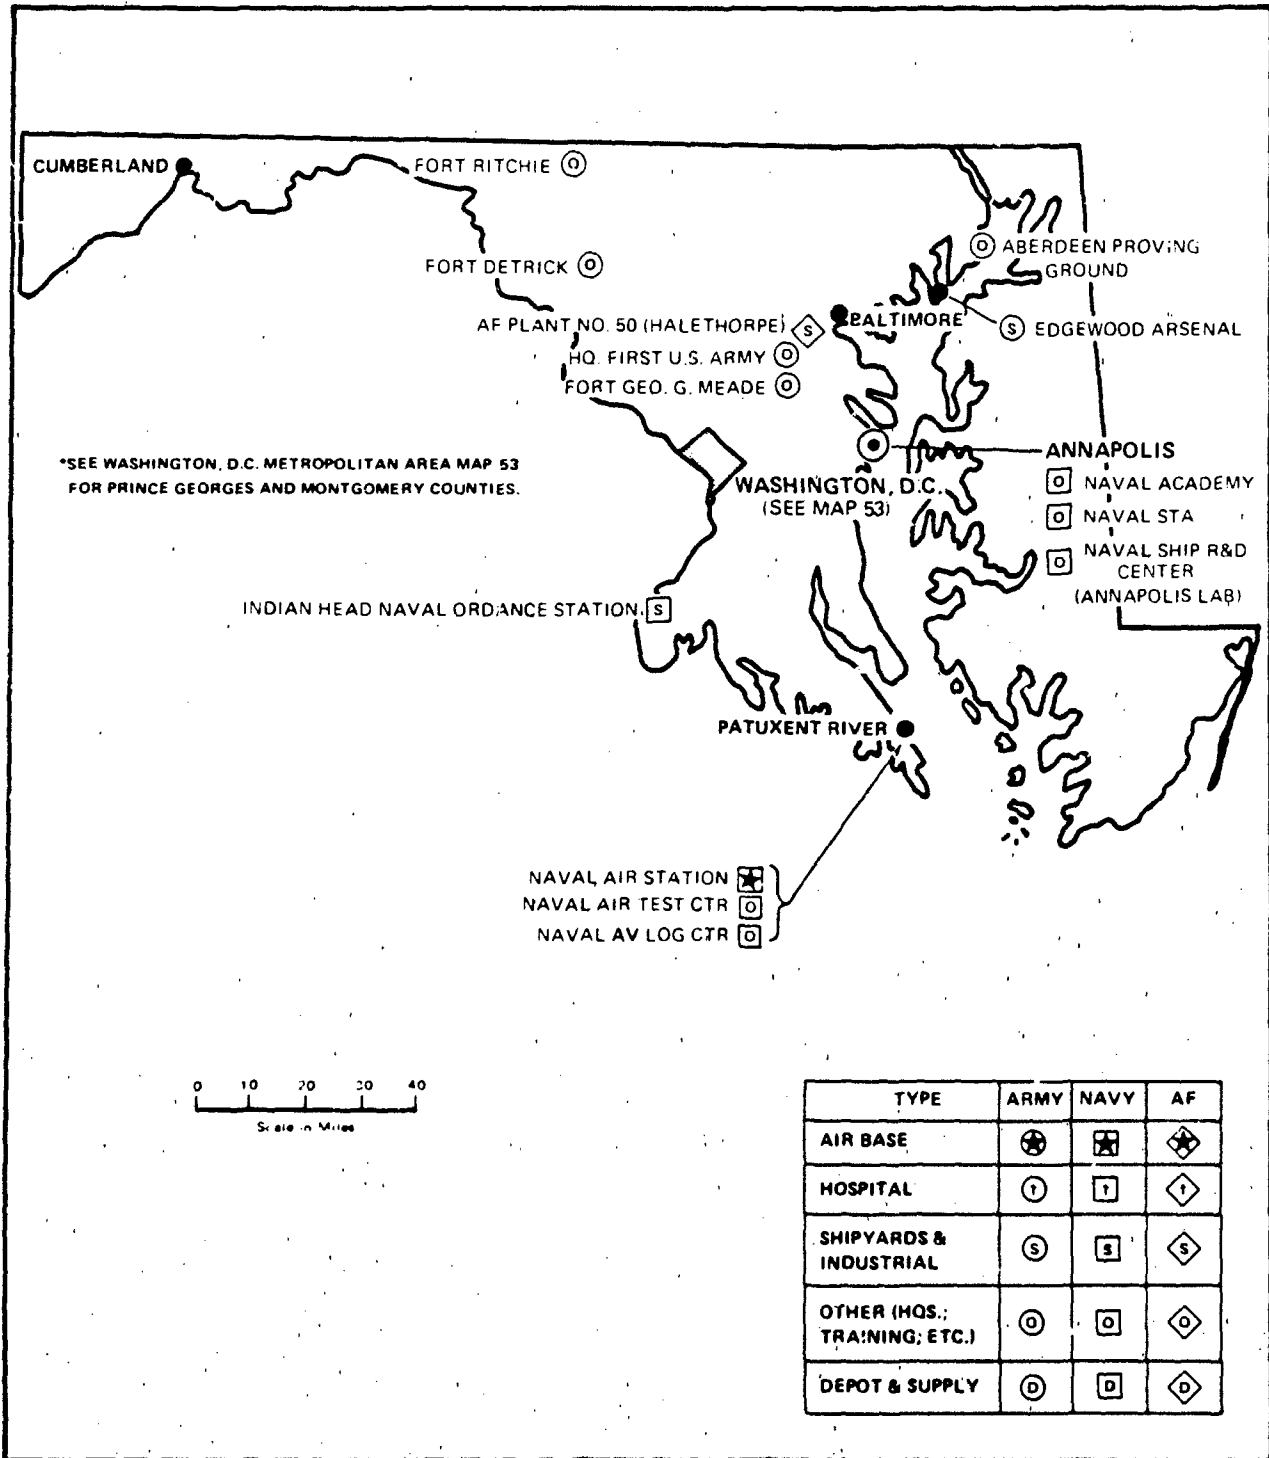 CUMBERLAND
FORT RITCHIE O
FORT DETRICK O
O ABERDEEN PROVING
GROUND
AF PLANT NO. 50 (HALETHORPE) S
BALTIMORE
S EDGEWOOD ARSENAL
HQ. FIRST U.S. ARMY O
FORT GEO. G. MEADE O
*SEE WASHINGTON, D.C. METROPOLITAN AREA MAP 53
FOR PRINCE GEORGES AND MONTGOMERY COUNTIES.
WASHINGTON, D.C.
(SEE MAP 53)
ANNAPOLIS
O NAVAL ACADEMY
O NAVAL STA
O NAVAL SHIP R&D
CENTER
(ANNAPOLIS LAB)
INDIAN HEAD NAVAL ORDANCE STATION S
PATUXENT RIVER
NAVAL AIR STATION
NAVAL AIR TEST CTR O
NAVAL AV LOG CTR O
0 10 20 30 40
Scale in Miles
TYPE ARMY NAVY AF
AIR BASE
HOSPITAL
SHIPYARDS &
INDUSTRIAL S S S
OTHER (HQS.;
TRAINING; ETC.) O O O
DEPOT & SUPPLY D D D